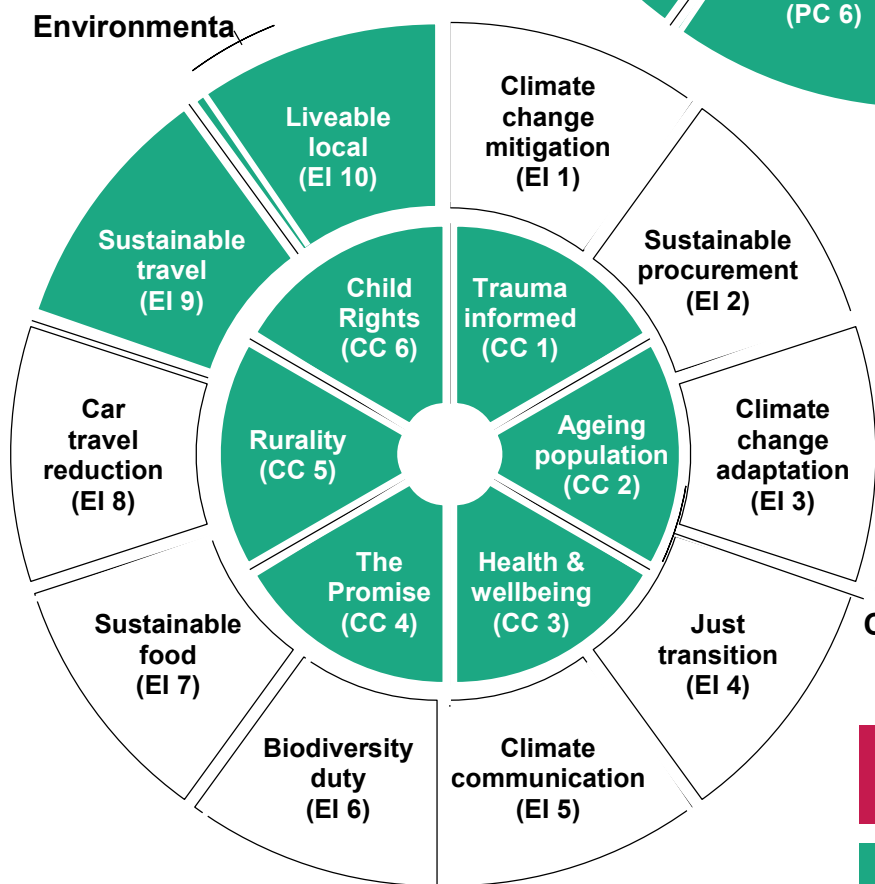 (PC 6)
Environmenta
Climate
change
mitigation
(EI 1)
Sustainable
procurement
(EI 2)
Climate
change
adaptation
(EI 3)
Just
transition
(EI 4)
Climate
communication
(EI 5)
Biodiversity
duty
(EI 6)
Sustainable
food
(EI 7)
Car
travel
reduction
(EI 8)
Sustainable
travel
(EI 9)
Liveable
local
(EI 10)
Trauma
informed
(CC 1)
Ageing
population
(CC 2)
Health &
wellbeing
(CC 3)
The
Promise
(CC 4)
Rurality
(CC 5)
Child
Rights
(CC 6)